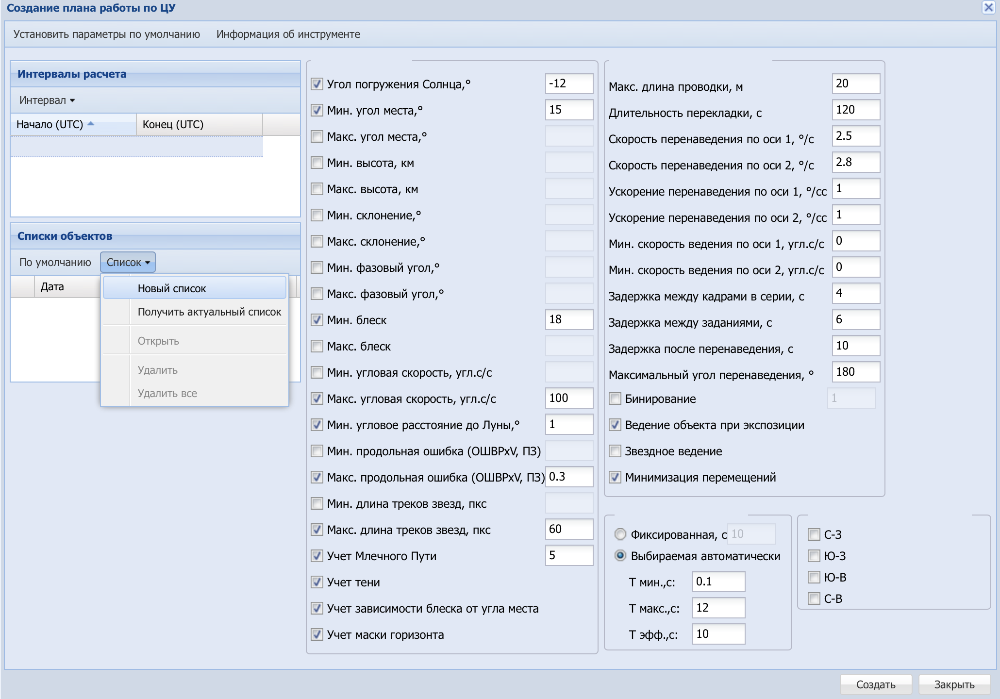 Создание плана работы по ЦУ
Установить параметры по умолчанию Информация об инструменте
Интервалы расчета
Интервал
Начало (UTC) Конец (UTC)
Списки объектов
По умолчанию Список
Дата
Новый список
Получить актуальный список
Открыть
Удалить
Удалить все
Угол погружения Солнца,° -12
Мин. угол места,° 15
Макс. угол места,°
Мин. высота, км
Макс. высота, км
Мин. склонение,°
Макс. склонение,°
Мин. фазовый угол,°
Макс. фазовый угол,°
Мин. блеск 18
Макс. блеск
Мин. угловая скорость, угл.с/с
Макс. угловая скорость, угл.с/с 100
Мин. угловое расстояние до Луны,° 1
Мин. продольная ошибка (ОШВРхV, ПЗ)
Макс. продольная ошибка (ОШВРхV, ПЗ) 0.3
Мин. длина треков звезд, пкс
Макс. длина треков звезд, пкс 60
Учет Млечного Пути 5
Учет тени
Учет зависимости блеска от угла места
Учет маски горизонта
Макс. длина проводки, м 20
Длительность перекладки, с 120
Скорость перенаведения по оси 1, °/с 2.5
Скорость перенаведения по оси 2, °/с 2.8
Ускорение перенаведения по оси 1, °/сс 1
Ускорение перенаведения по оси 2, °/сс 1
Мин. скорость ведения по оси 1, угл.с/с 0
Мин. скорость ведения по оси 2, угл.с/с 0
Задержка между кадрами в серии, с 4
Задержка между заданиями, с 6
Задержка после перенаведения, с 10
Максимальный угол перенаведения, ° 180
Бинирование 1
Ведение объекта при экспозиции
Звездное ведение
Минимизация перемещений
Фиксированная, с 10
Выбираемая автоматически
Т мин.,с: 0.1
Т макс.,с: 12
Т эфф.,с: 10
С-З
Ю-З
Ю-В
С-В
Создать Закрыть